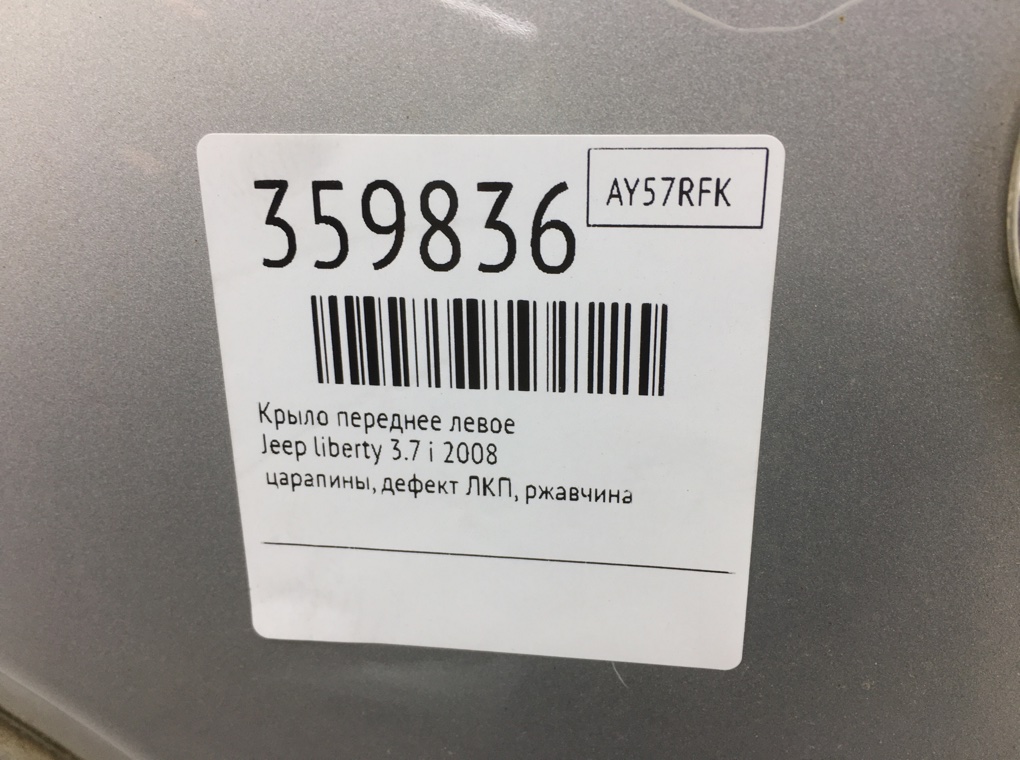 359836
AY57RFK
Крыло переднее левое
Jeep liberty 3.7 i 2008
царапины, дефект ЛКП, ржавчина